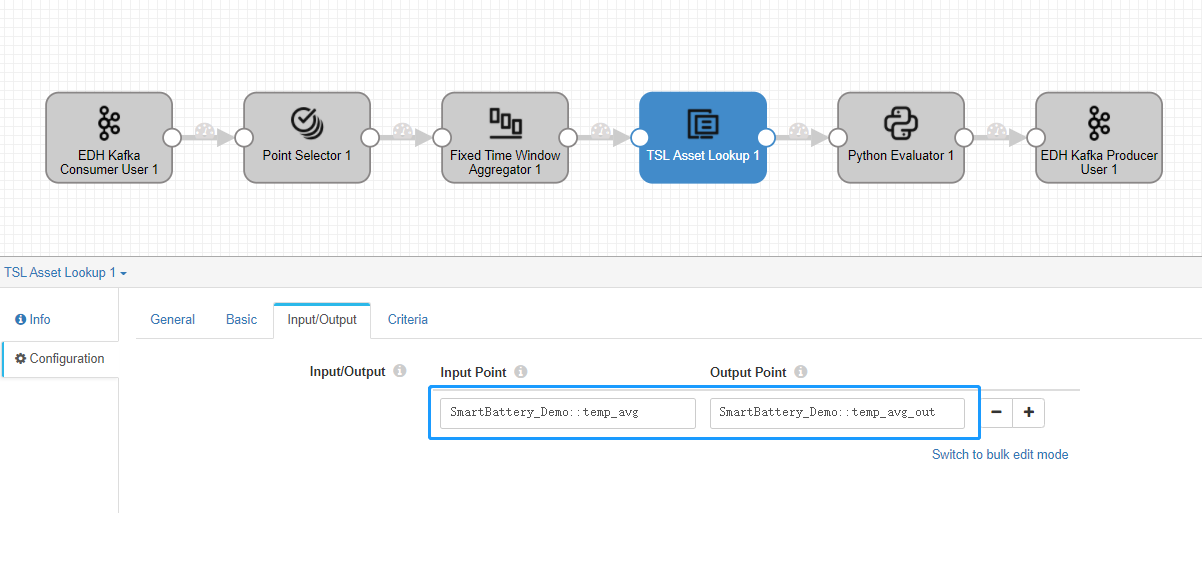 EDH Kafka
Consumer User 1
Point Selector 1
Fixed Time Window
Aggregator 1
TSL Asset Lookup 1
Python Evaluator 1
EDH Kafka Producer
User 1
TSL Asset Lookup 1
Info
Configuration
General Basic Input/Output Criteria
Input/Output Input Point Output Point
SmartBattery_Demo::temp_avg SmartBattery_Demo::temp_avg_out
Switch to bulk edit mode